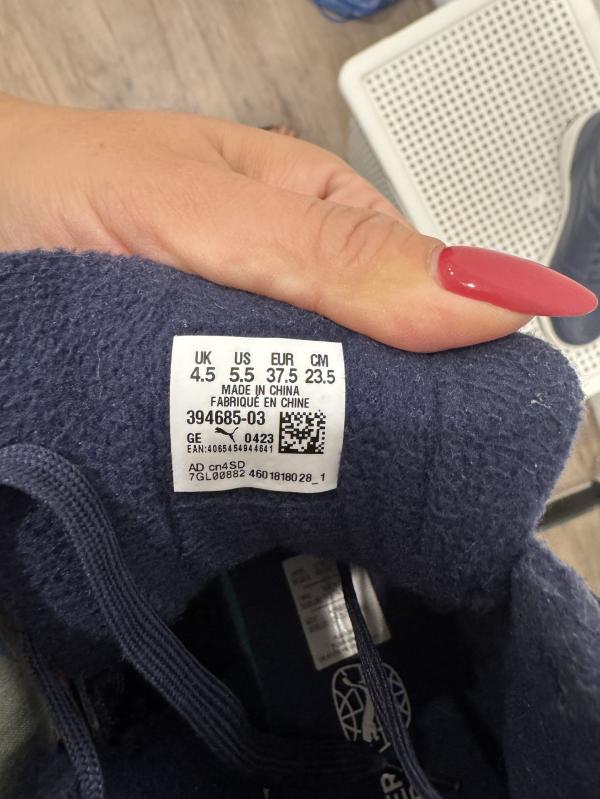 UK US EUR CM
4.5 5.5 37.5 23.5
MADE IN CHINA
FABRIQUÉ EN CHINE
394685-03
GE 0423
EAN:4065454944641
AD cn4SD
7GL00882 4601818028_1